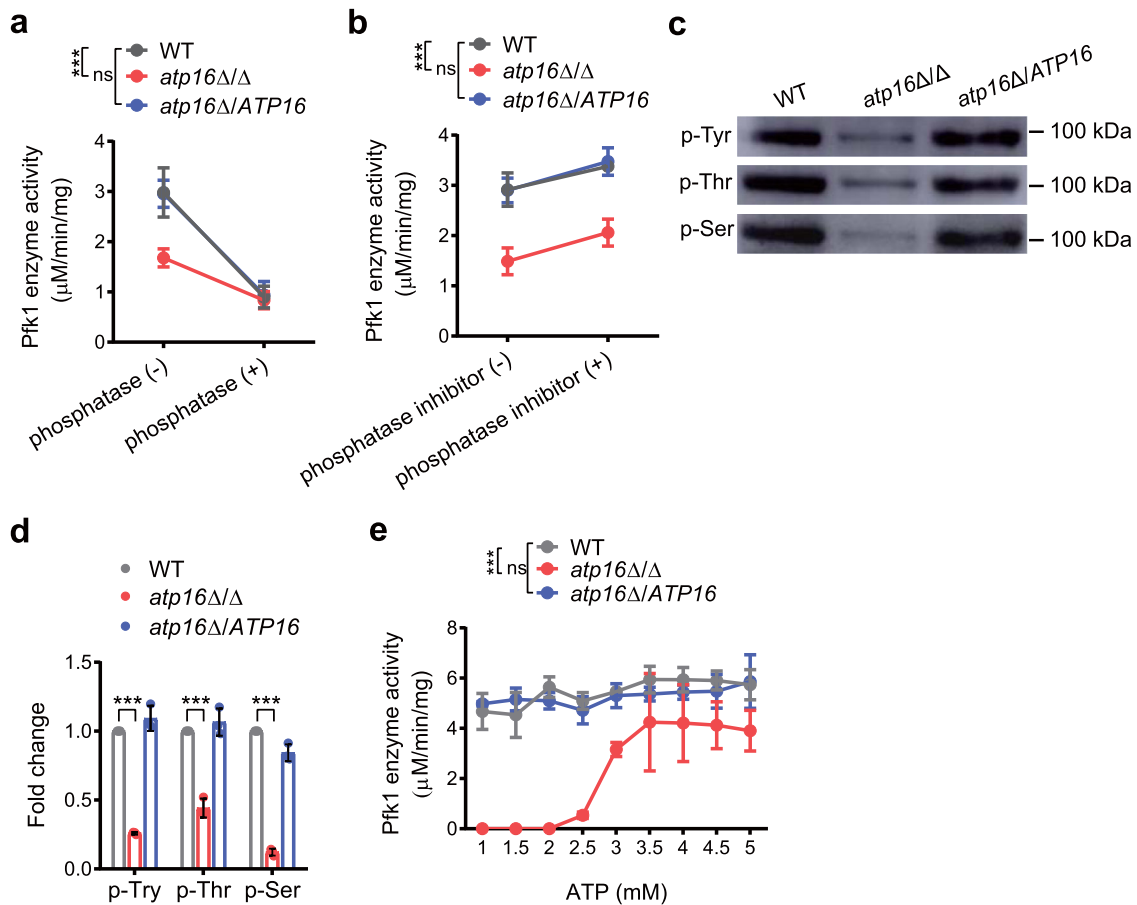 a
*** ns
WT
atp16Δ/Δ
atp16Δ/ATP16
Pfk1 enzyme activity
(μM/min/mg)
4
3
2
1
0
phosphatase (-)
phosphatase (+)
b
*** ns
WT
atp16Δ/Δ
atp16Δ/ATP16
Pfk1 enzyme activity
(μM/min/mg)
4
3
2
1
0
phosphatase inhibitor (-)
phosphatase inhibitor (+)
c
WT atp16Δ/Δ atp16Δ/ATP16
p-Tyr 100 kDa
p-Thr 100 kDa
p-Ser 100 kDa
d
WT
atp16Δ/Δ
atp16Δ/ATP16
Fold change
1.5
1.0
0.5
0.0
*** *** ***
p-Try p-Thr p-Ser
e
*** ns
WT
atp16Δ/Δ
atp16Δ/ATP16
Pfk1 enzyme activity
(μM/min/mg)
8
6
4
2
0
1 1.5 2 2.5 3 3.5 4 4.5 5
ATP (mM)